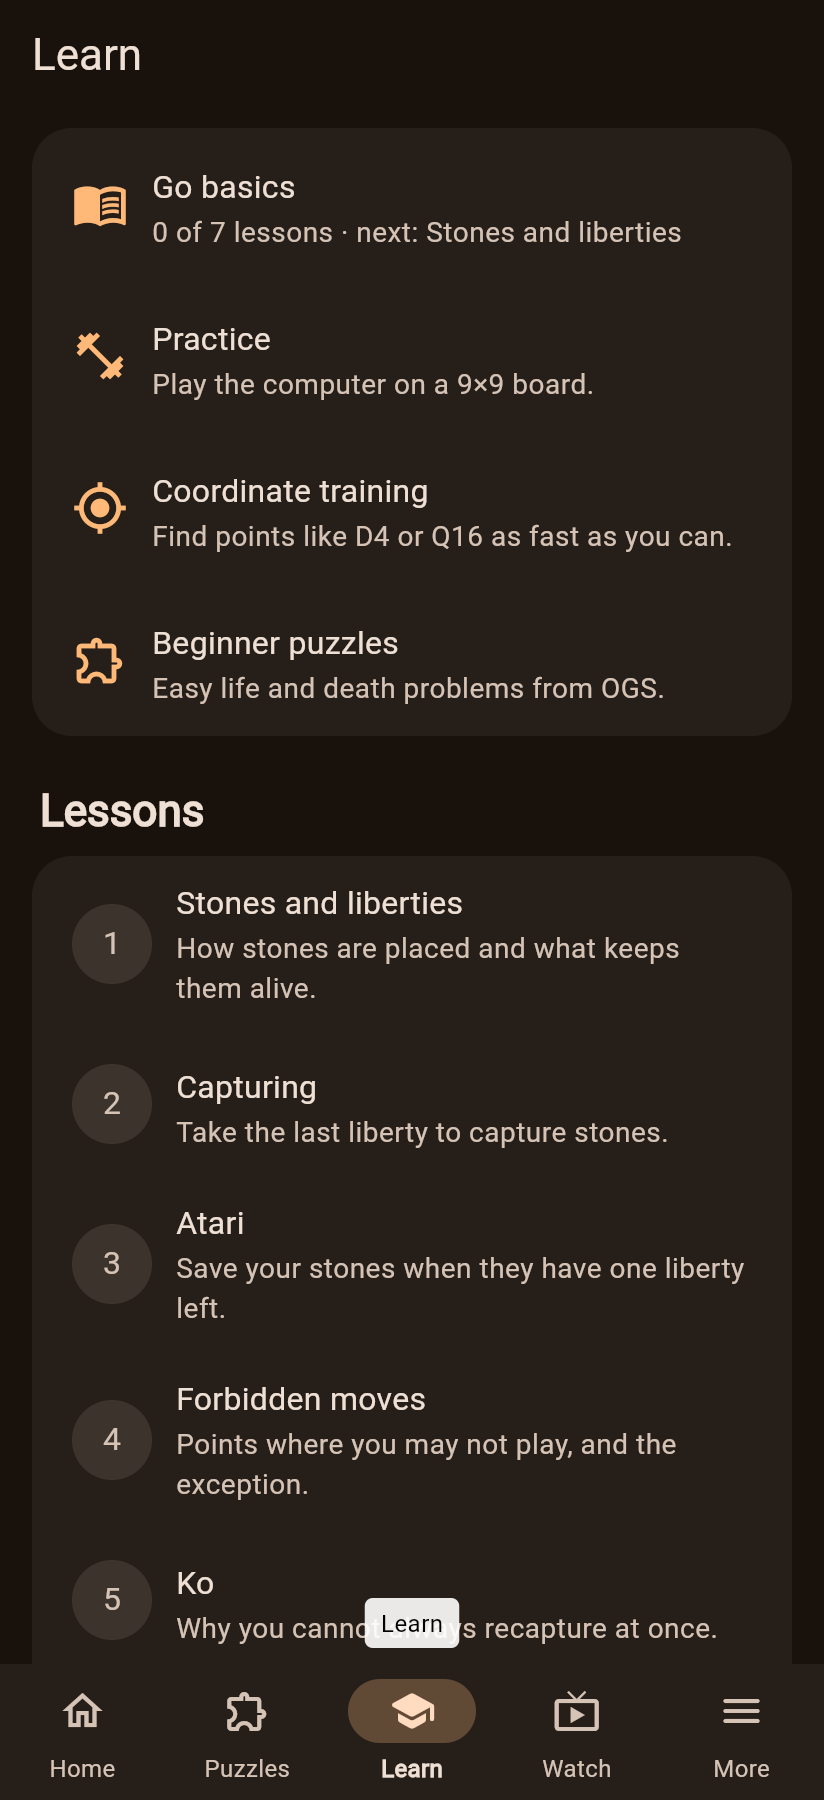 Learn
Go basics
0 of 7 lessons · next: Stones and liberties
Practice
Play the computer on a 9×9 board.
Coordinate training
Find points like D4 or Q16 as fast as you can.
Beginner puzzles
Easy life and death problems from OGS.
Lessons
1
Stones and liberties
How stones are placed and what keeps
them alive.
2
Capturing
Take the last liberty to capture stones.
3
Atari
Save your stones when they have one liberty
left.
4
Forbidden moves
Points where you may not play, and the
exception.
5
Ko
Why you cannot always recapture at once.
Learn
Home
Puzzles
Learn
Watch
More